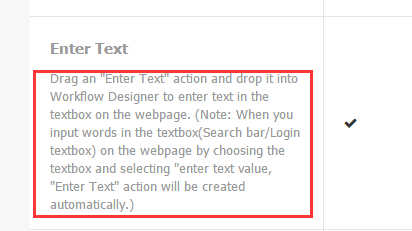 Enter Text
Drag an "Enter Text" action and drop it into
Workflow Designer to enter text in the
textbox on the webpage. (Note: When you
input words in the textbox(Search bar/Login
textbox) on the webpage by choosing the
textbox and selecting "enter text value,
"Enter Text" action will be created
automatically.)